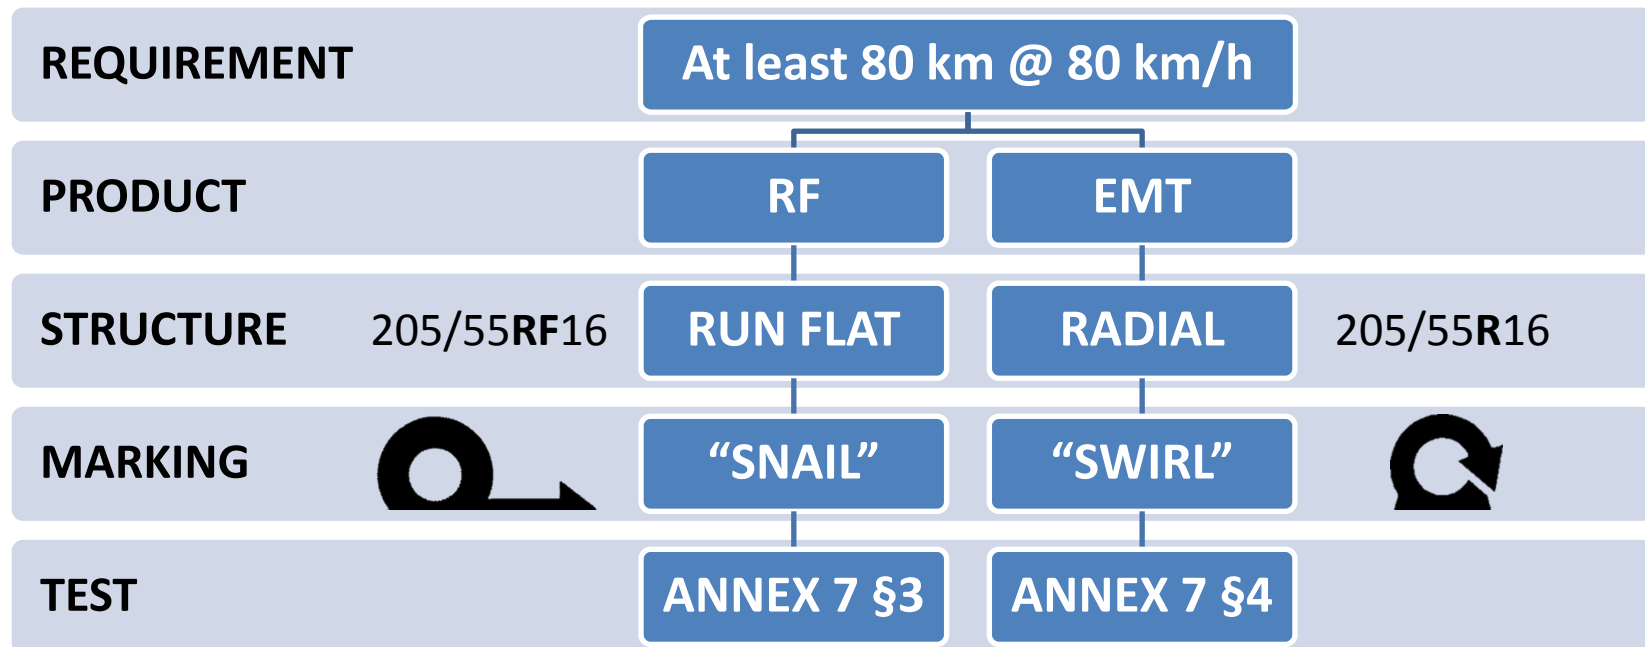 REQUIREMENT At least 80 km @ 80 km/h
PRODUCT RF EMT
STRUCTURE 205/55RF16 RUN FLAT RADIAL 205/55R16
MARKING “SNAIL” “SWIRL”
TEST ANNEX 7 §3 ANNEX 7 §4